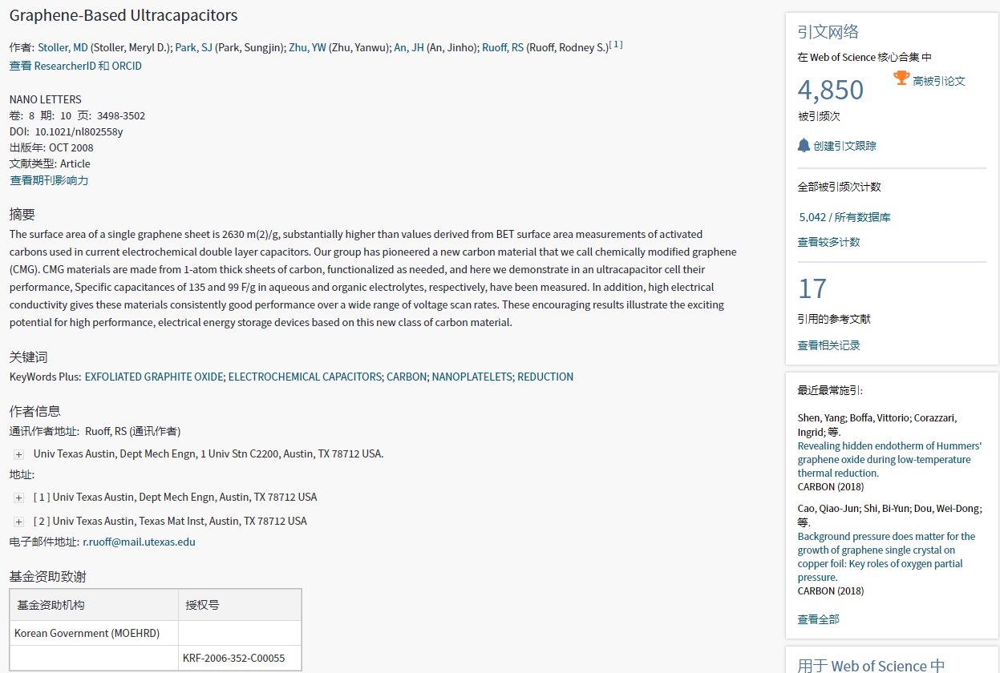 Graphene-Based Ultracapacitors
作者: Stoller, MD (Stoller, Meryl D.); Park, SJ (Park, Sungjin); Zhu, YW (Zhu, Yanwu); An, JH (An, Jinho); Ruoff, RS (Ruoff, Rodney S.)[ 1 ]
查看 ResearcherID 和 ORCID
NANO LETTERS
卷: 8 期: 10 页: 3498-3502
DOI: 10.1021/nl802558y
出版年: OCT 2008
文献类型: Article
查看期刊影响力
摘要
The surface area of a single graphene sheet is 2630 m(2)/g, substantially higher than values derived from BET surface area measurements of activated
carbons used in current electrochemical double layer capacitors. Our group has pioneered a new carbon material that we call chemically modified graphene
(CMG). CMG materials are made from 1-atom thick sheets of carbon, functionalized as needed, and here we demonstrate in an ultracapacitor cell their
performance, Specific capacitances of 135 and 99 F/g in aqueous and organic electrolytes, respectively, have been measured. In addition, high electrical
conductivity gives these materials consistently good performance over a wide range of voltage scan rates. These encouraging results illustrate the exciting
potential for high performance, electrical energy storage devices based on this new class of carbon material.
关键词
KeyWords Plus: EXFOLIATED GRAPHITE OXIDE; ELECTROCHEMICAL CAPACITORS; CARBON; NANOPLATELETS; REDUCTION
作者信息
通讯作者地址: Ruoff, RS (通讯作者)
Univ Texas Austin, Dept Mech Engn, 1 Univ Stn C2200, Austin, TX 78712 USA.
地址:
[ 1 ] Univ Texas Austin, Dept Mech Engn, Austin, TX 78712 USA
[ 2 ] Univ Texas Austin, Texas Mat Inst, Austin, TX 78712 USA
电子邮件地址: r.ruoff@mail.utexas.edu
基金资助致谢
基金资助机构 授权号
Korean Government (MOEHRD)
KRF-2006-352-C00055
引文网络
在 Web of Science 核心合集 中
4,850 高被引论文
被引频次
创建引文跟踪
全部被引频次计数
5,042 / 所有数据库
查看较多计数
17
引用的参考文献
查看相关记录
最近最常施引:
Shen, Yang; Boffa, Vittorio; Corazzari,
Ingrid; 等.
Revealing hidden endotherm of Hummers'
graphene oxide during low-temperature
thermal reduction.
CARBON (2018)
Cao, Qiao-Jun; Shi, Bi-Yun; Dou, Wei-Dong;
等.
Background pressure does matter for the
growth of graphene single crystal on
copper foil: Key roles of oxygen partial
pressure.
CARBON (2018)
查看全部
用于 Web of Science 中